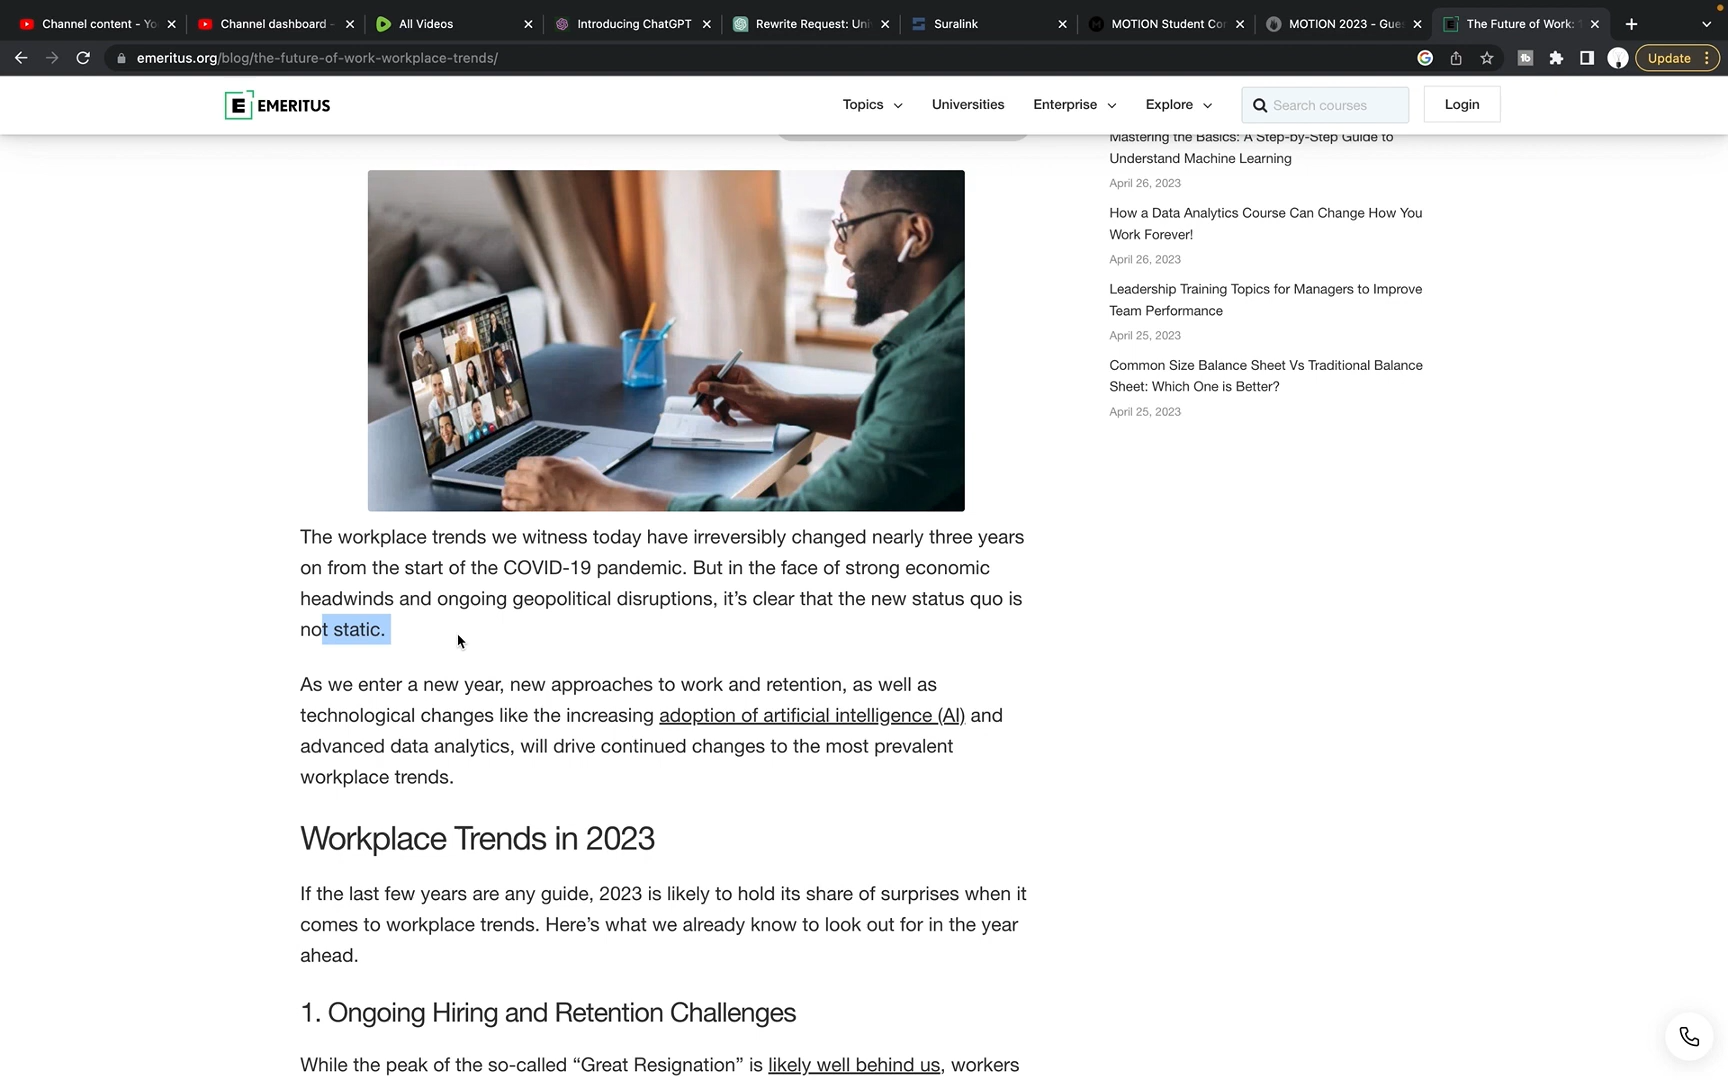 Channel content - Yo
Channel dashboard -
All Videos
Introducing ChatGPT
Rewrite Request: Uni
Suralink
MOTION Student Cor
MOTION 2023 - Gue
The Future of Work:
emeritus.org/blog/the-future-of-work-workplace-trends/
Update
E EMERITUS
Topics
Universities
Enterprise
Explore
Search courses
Login
Mastering the Basics: A Step-by-Step Guide to
Understand Machine Learning
April 26, 2023
How a Data Analytics Course Can Change How You
Work Forever!
April 26, 2023
Leadership Training Topics for Managers to Improve
Team Performance
April 25, 2023
Common Size Balance Sheet Vs Traditional Balance
Sheet: Which One is Better?
April 25, 2023
The workplace trends we witness today have irreversibly changed nearly three years
on from the start of the COVID-19 pandemic. But in the face of strong economic
headwinds and ongoing geopolitical disruptions, it’s clear that the new status quo is
not static.
As we enter a new year, new approaches to work and retention, as well as
technological changes like the increasing adoption of artificial intelligence (AI) and
advanced data analytics, will drive continued changes to the most prevalent
workplace trends.
Workplace Trends in 2023
If the last few years are any guide, 2023 is likely to hold its share of surprises when it
comes to workplace trends. Here’s what we already know to look out for in the year
ahead.
1. Ongoing Hiring and Retention Challenges
While the peak of the so-called “Great Resignation” is likely well behind us, workers